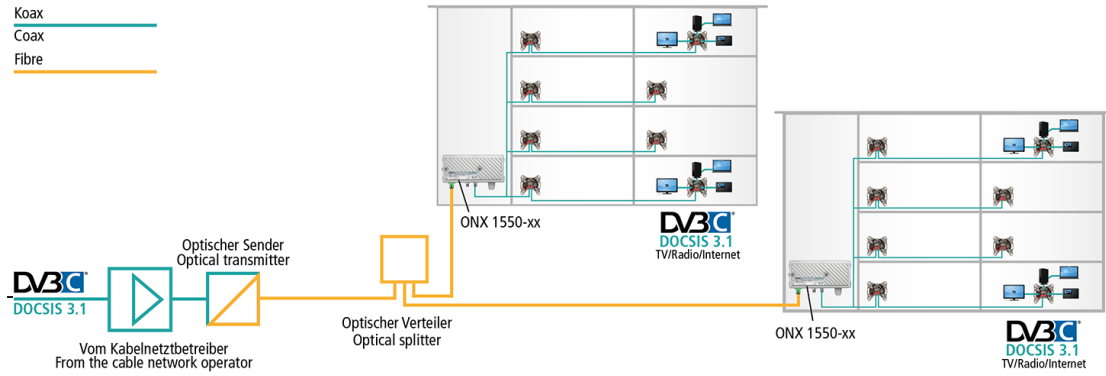 Koax
Coax
Fibre
DVB C
DOCSIS 3.1
Optischer Sender
Optical transmitter
Vom Kabelnetztbetreiber
From the cable network operator
Optischer Verteiler
Optical splitter
ONX 1550-xx
DVB C
DOCSIS 3.1
TV/Radio/Internet
ONX 1550-xx
DVB C
DOCSIS 3.1
TV/Radio/Internet